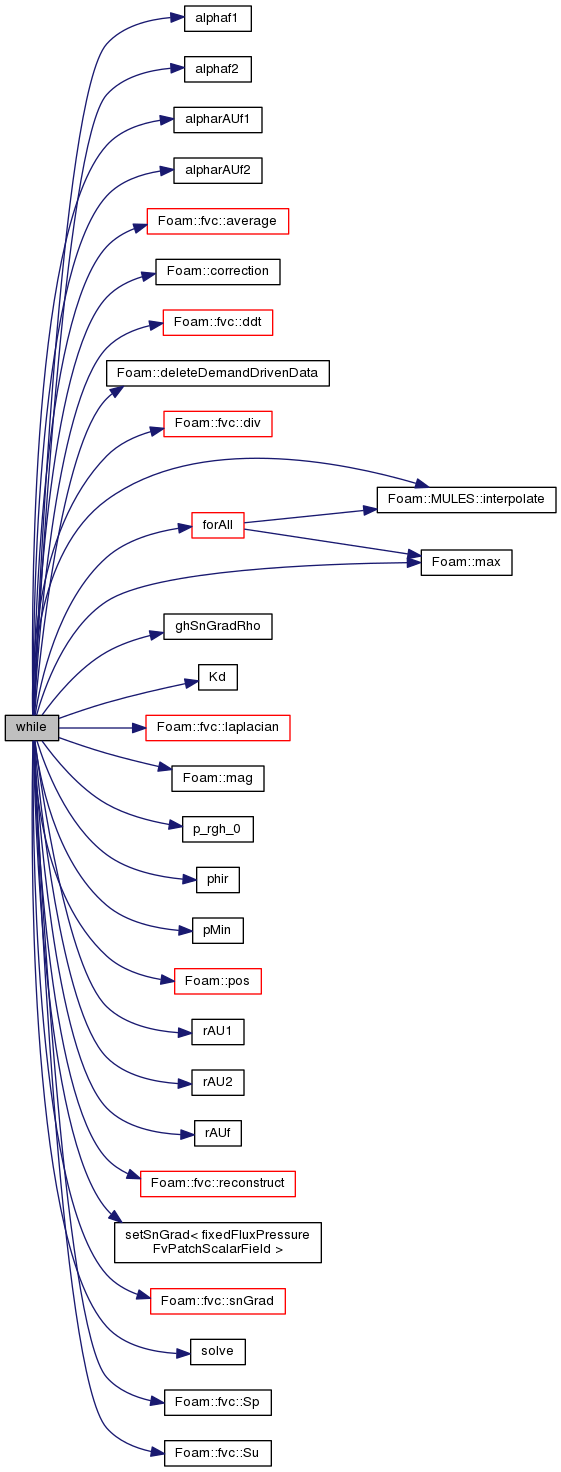 alphaf1
alphaf2
alpharAUf1
alpharAUf2
Foam::fvc::average
Foam::correction
Foam::fvc::ddt
Foam::deleteDemandDrivenData
Foam::fvc::div
Foam::MULES::interpolate
forAll
Foam::max
ghSnGradRho
Kd
while
Foam::fvc::laplacian
Foam::mag
p_rgh_0
phir
pMin
Foam::pos
rAU1
rAU2
rAUf
Foam::fvc::reconstruct
setSnGrad< fixedFluxPressure
FvPatchScalarField >
Foam::fvc::snGrad
solve
Foam::fvc::Sp
Foam::fvc::Su